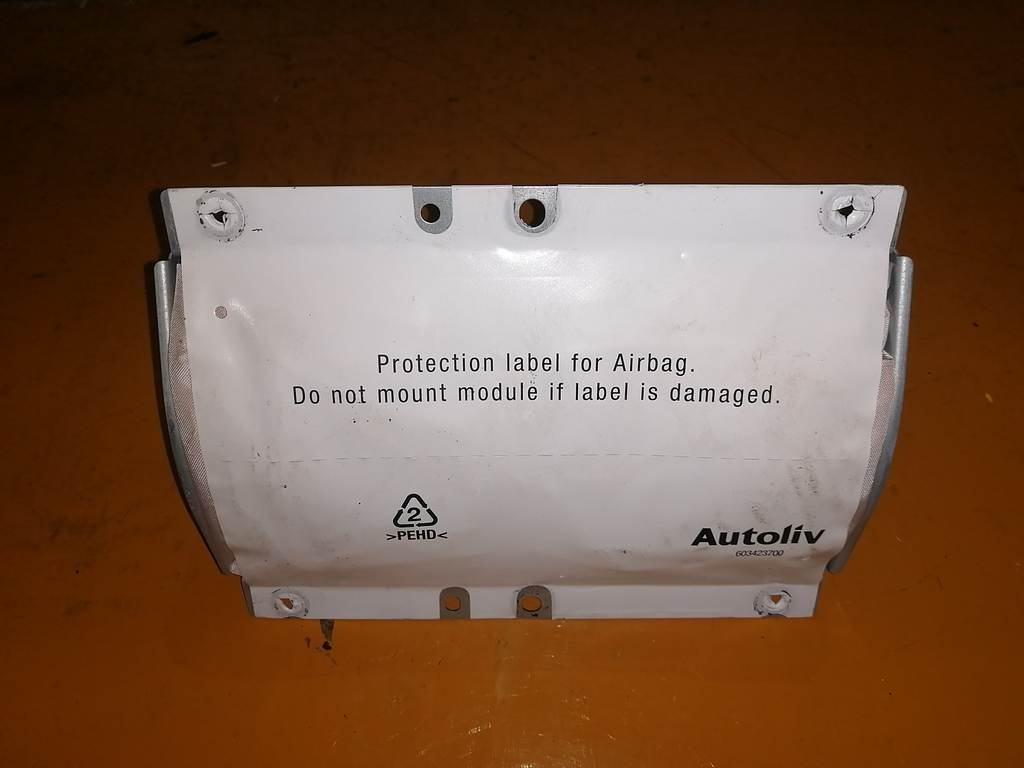 Protection label for Airbag.
Do not mount module if label is damaged.
2
>PEHD<
Autoliv
603423700